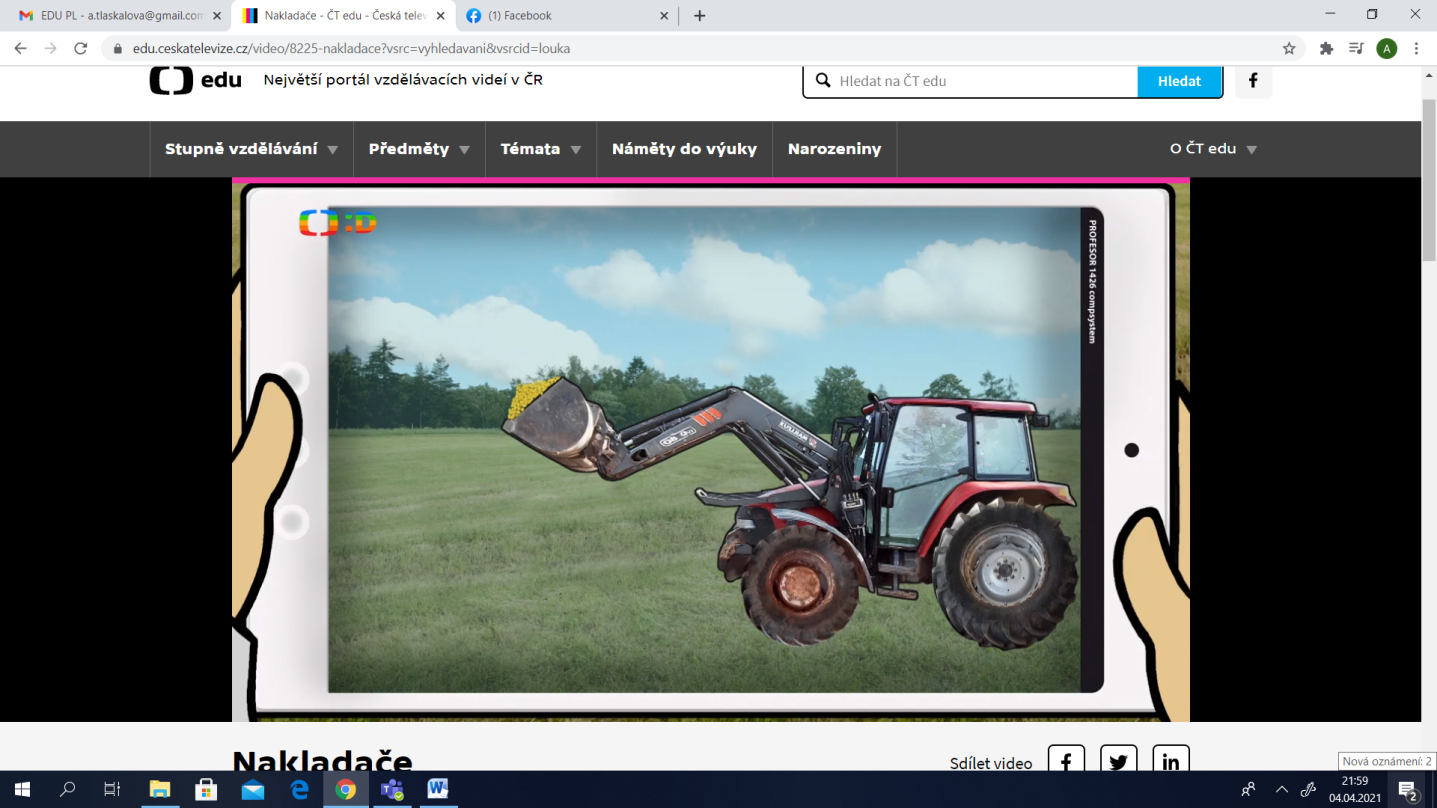 EDU PL - a.tlaskalova@gmail.com
Nakladače - ČT edu - Česká telev
(1) Facebook
edu.ceskatelevize.cz/video/8225-nakladace?vsrc=vyhledavani&vsrcid=louka
A
edu
Největší portál vzdělávacích videí v ČR
Hledat na ČT edu
Hledat
Stupně vzdělávání
Předměty
Témata
Náměty do výuky
Narozeniny
O ČT edu
:D
PROFESOR 1426 compsystem
Nakladače
Sdílet video
Nová oznámení: 2
21:59
04.04.2021
2